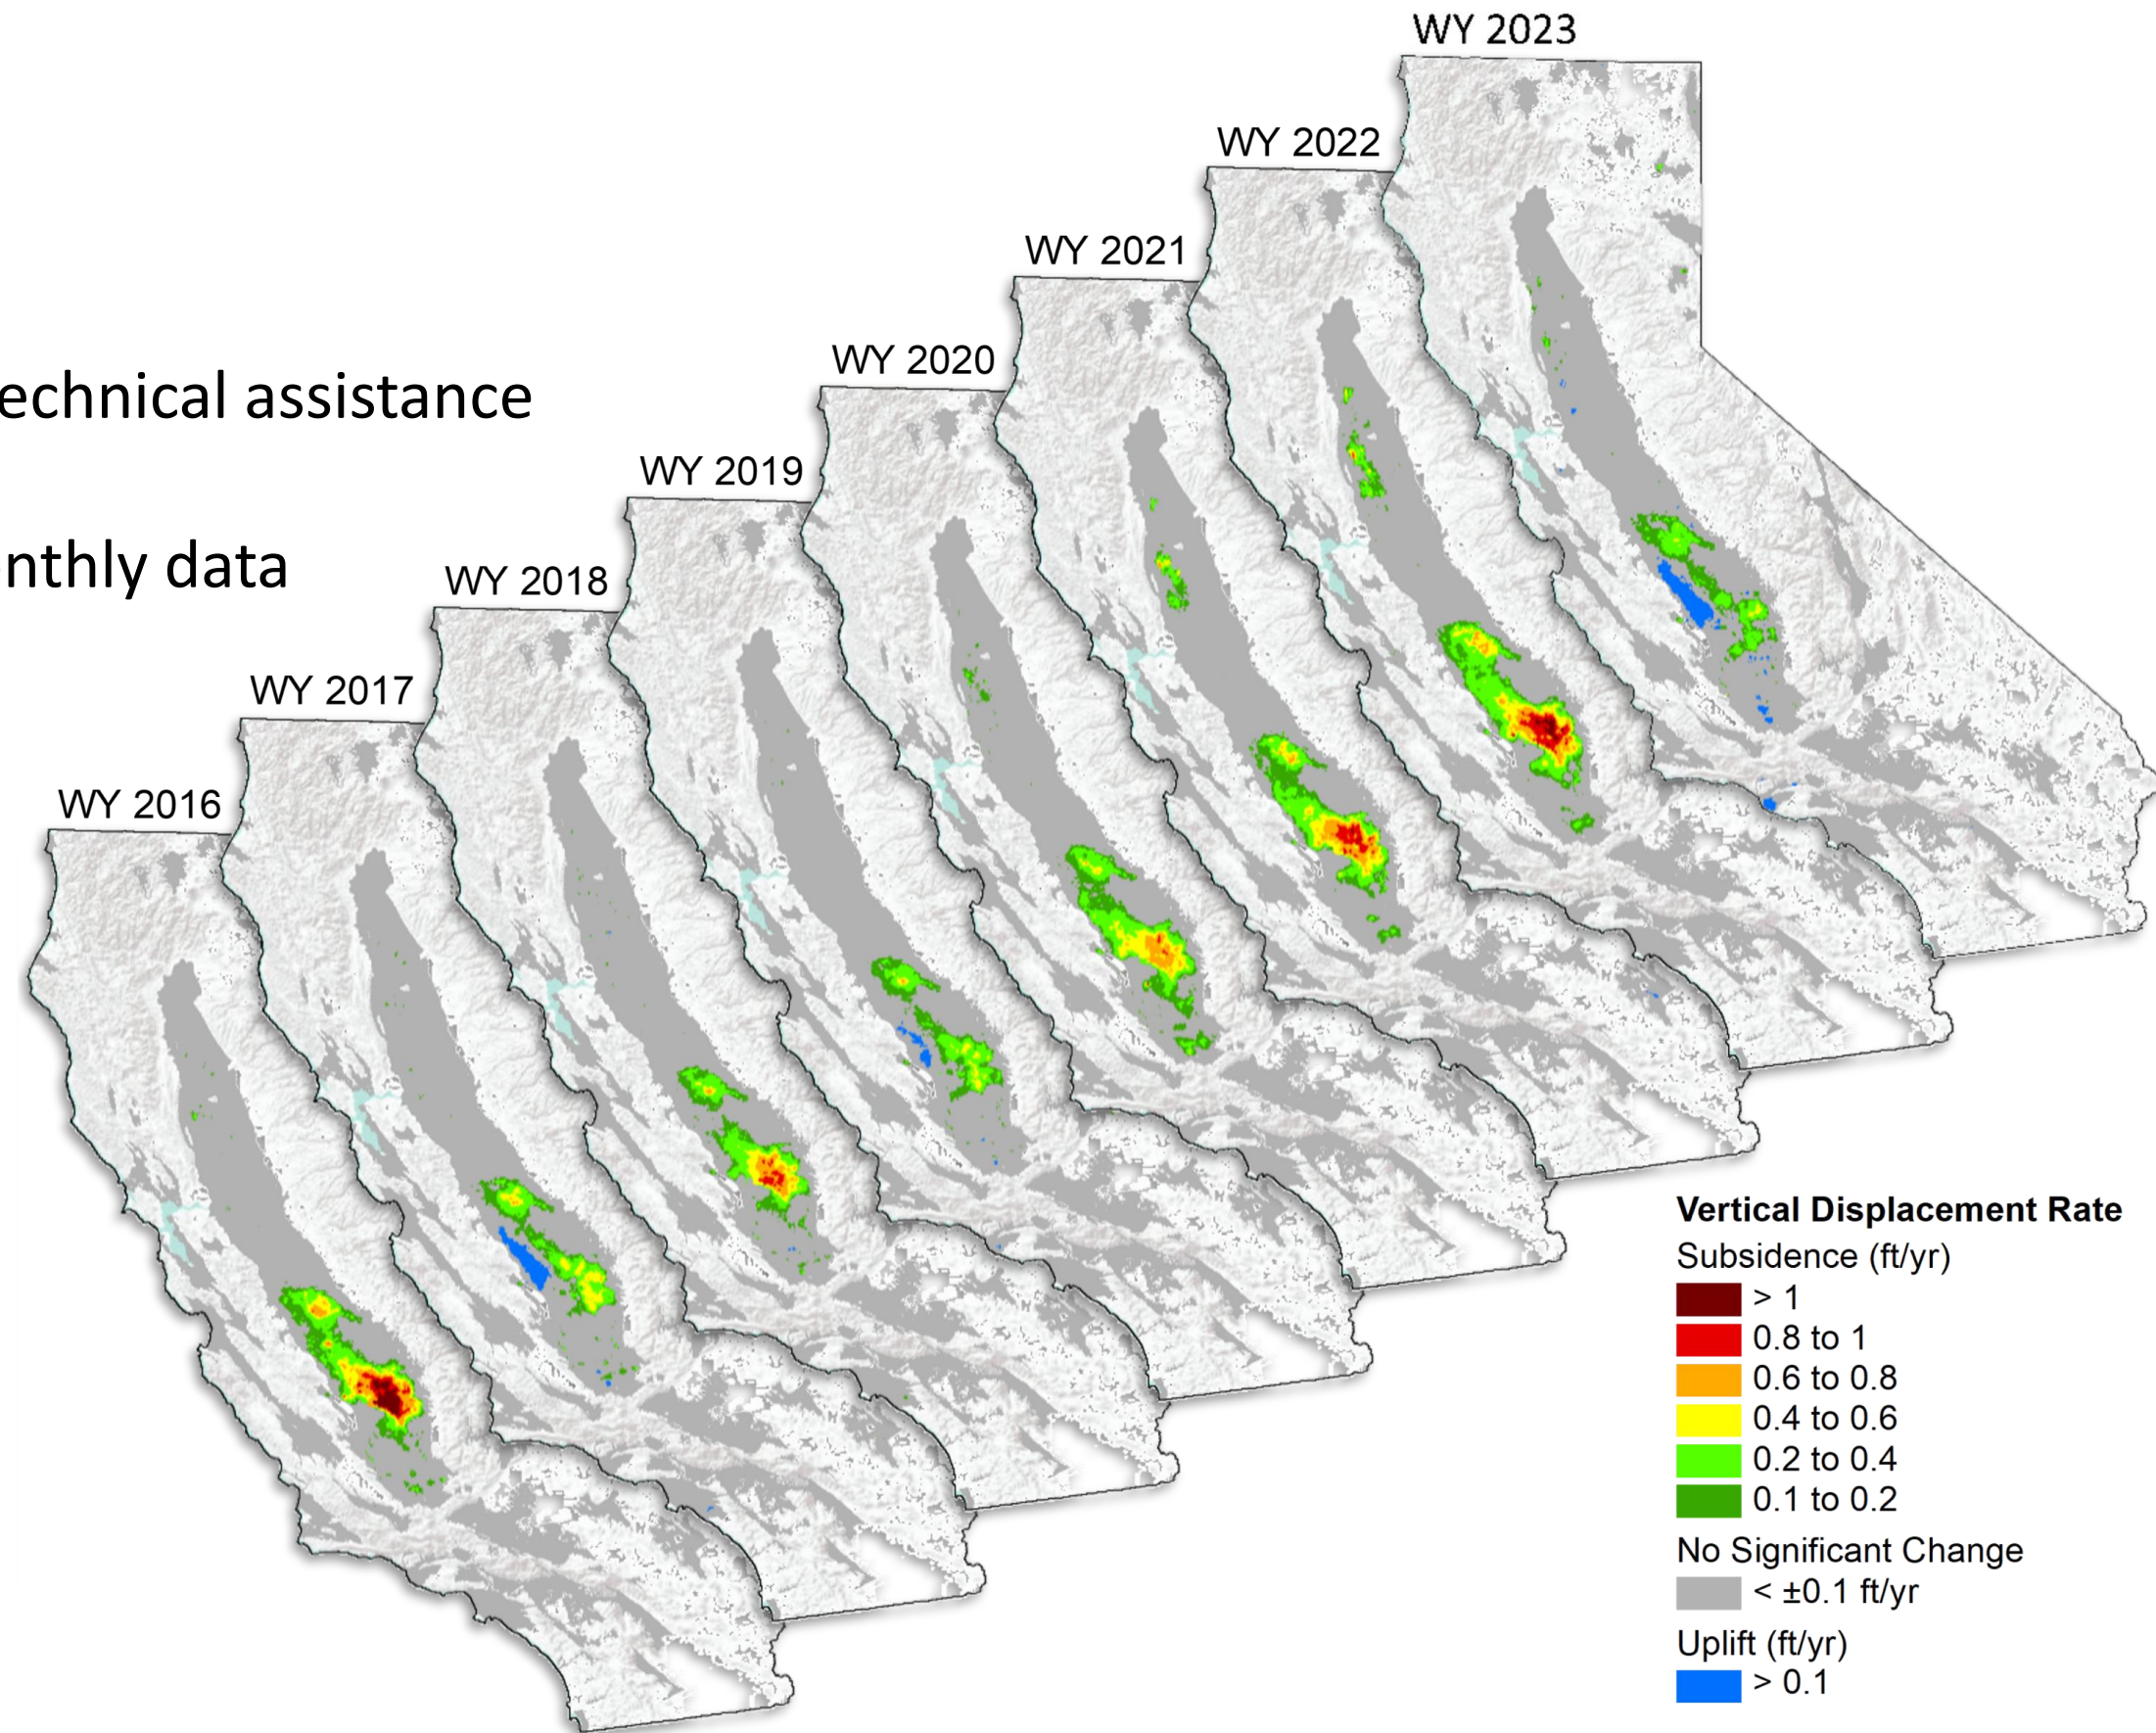 WY 2023
WY 2022
WY 2021
WY 2020
echnical assistance
WY 2019
nthly data
WY 2018
WY 2017
WY 2016
Vertical Displacement Rate
Subsidence (ft/yr)
> 1
0.8 to 1
0.6 to 0.8
0.4 to 0.6
0.2 to 0.4
0.1 to 0.2
No Significant Change
< ±0.1 ft/yr
Uplift (ft/yr)
> 0.1